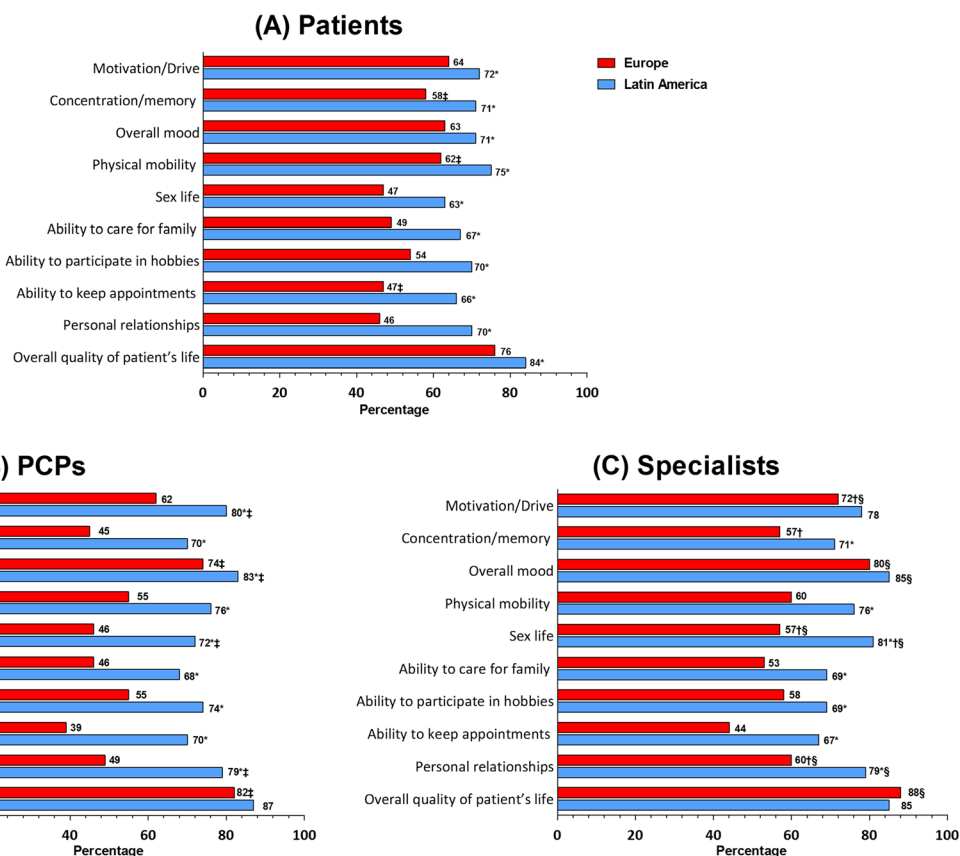 (A) Patients
Europe
Latin America
Motivation/Drive 64
72*
Concentration/memory 58‡
71*
Overall mood 63
71*
Physical mobility 62‡
75*
Sex life 47
63*
Ability to care for family 49
67*
Ability to participate in hobbies 54
70*
Ability to keep appointments 47‡
66*
Personal relationships 46
70*
Overall quality of patient’s life 76
84*
0 20 40 60 80 100
Percentage
) PCPs
62
80*‡
45
70*
74‡
83*‡
55
76*
46
72*‡
46
68*
55
74*
39
70*
49
79*‡
82‡
87
40 60 80 100
Percentage
(C) Specialists
Motivation/Drive 72†§
78
Concentration/memory 57†
71*
Overall mood 80§
85§
Physical mobility 60
76*
Sex life 57†§
81*†§
Ability to care for family 53
69*
Ability to participate in hobbies 58
69*
Ability to keep appointments 44
67*
Personal relationships 60†§
79*§
Overall quality of patient’s life 88§
85
0 20 40 60 80 100
Percentage